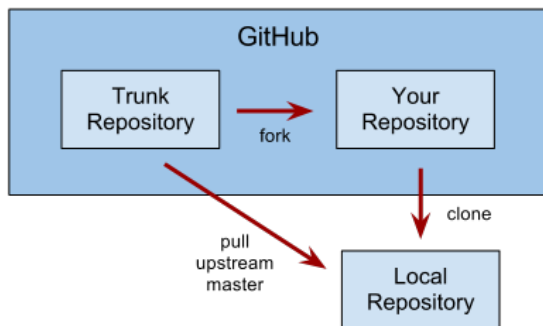 GitHub
Trunk
Repository
fork
Your
Repository
clone
pull
upstream
master
Local
Repository